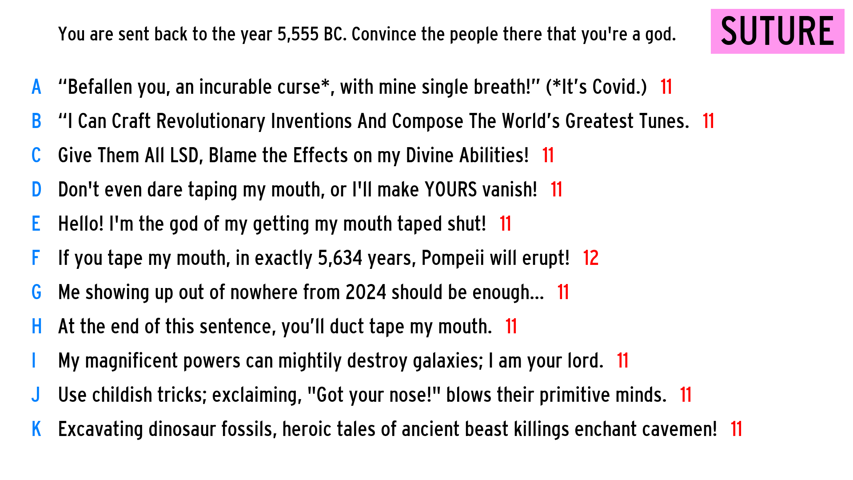 You are sent back to the year 5,555 BC. Convince the people there that you're a god.
SUTURE
A “Befallen you, an incurable curse*, with mine single breath!” (*It’s Covid.) 11
B “I Can Craft Revolutionary Inventions And Compose The World’s Greatest Tunes. 11
C Give Them All LSD, Blame the Effects on my Divine Abilities! 11
D Don't even dare taping my mouth, or I'll make YOURS vanish! 11
E Hello! I'm the god of my getting my mouth taped shut! 11
F If you tape my mouth, in exactly 5,634 years, Pompeii will erupt! 12
G Me showing up out of nowhere from 2024 should be enough... 11
H At the end of this sentence, you’ll duct tape my mouth. 11
I My magnificent powers can mightily destroy galaxies; I am your lord. 11
J Use childish tricks; exclaiming, "Got your nose!" blows their primitive minds. 11
K Excavating dinosaur fossils, heroic tales of ancient beast killings enchant cavemen! 11